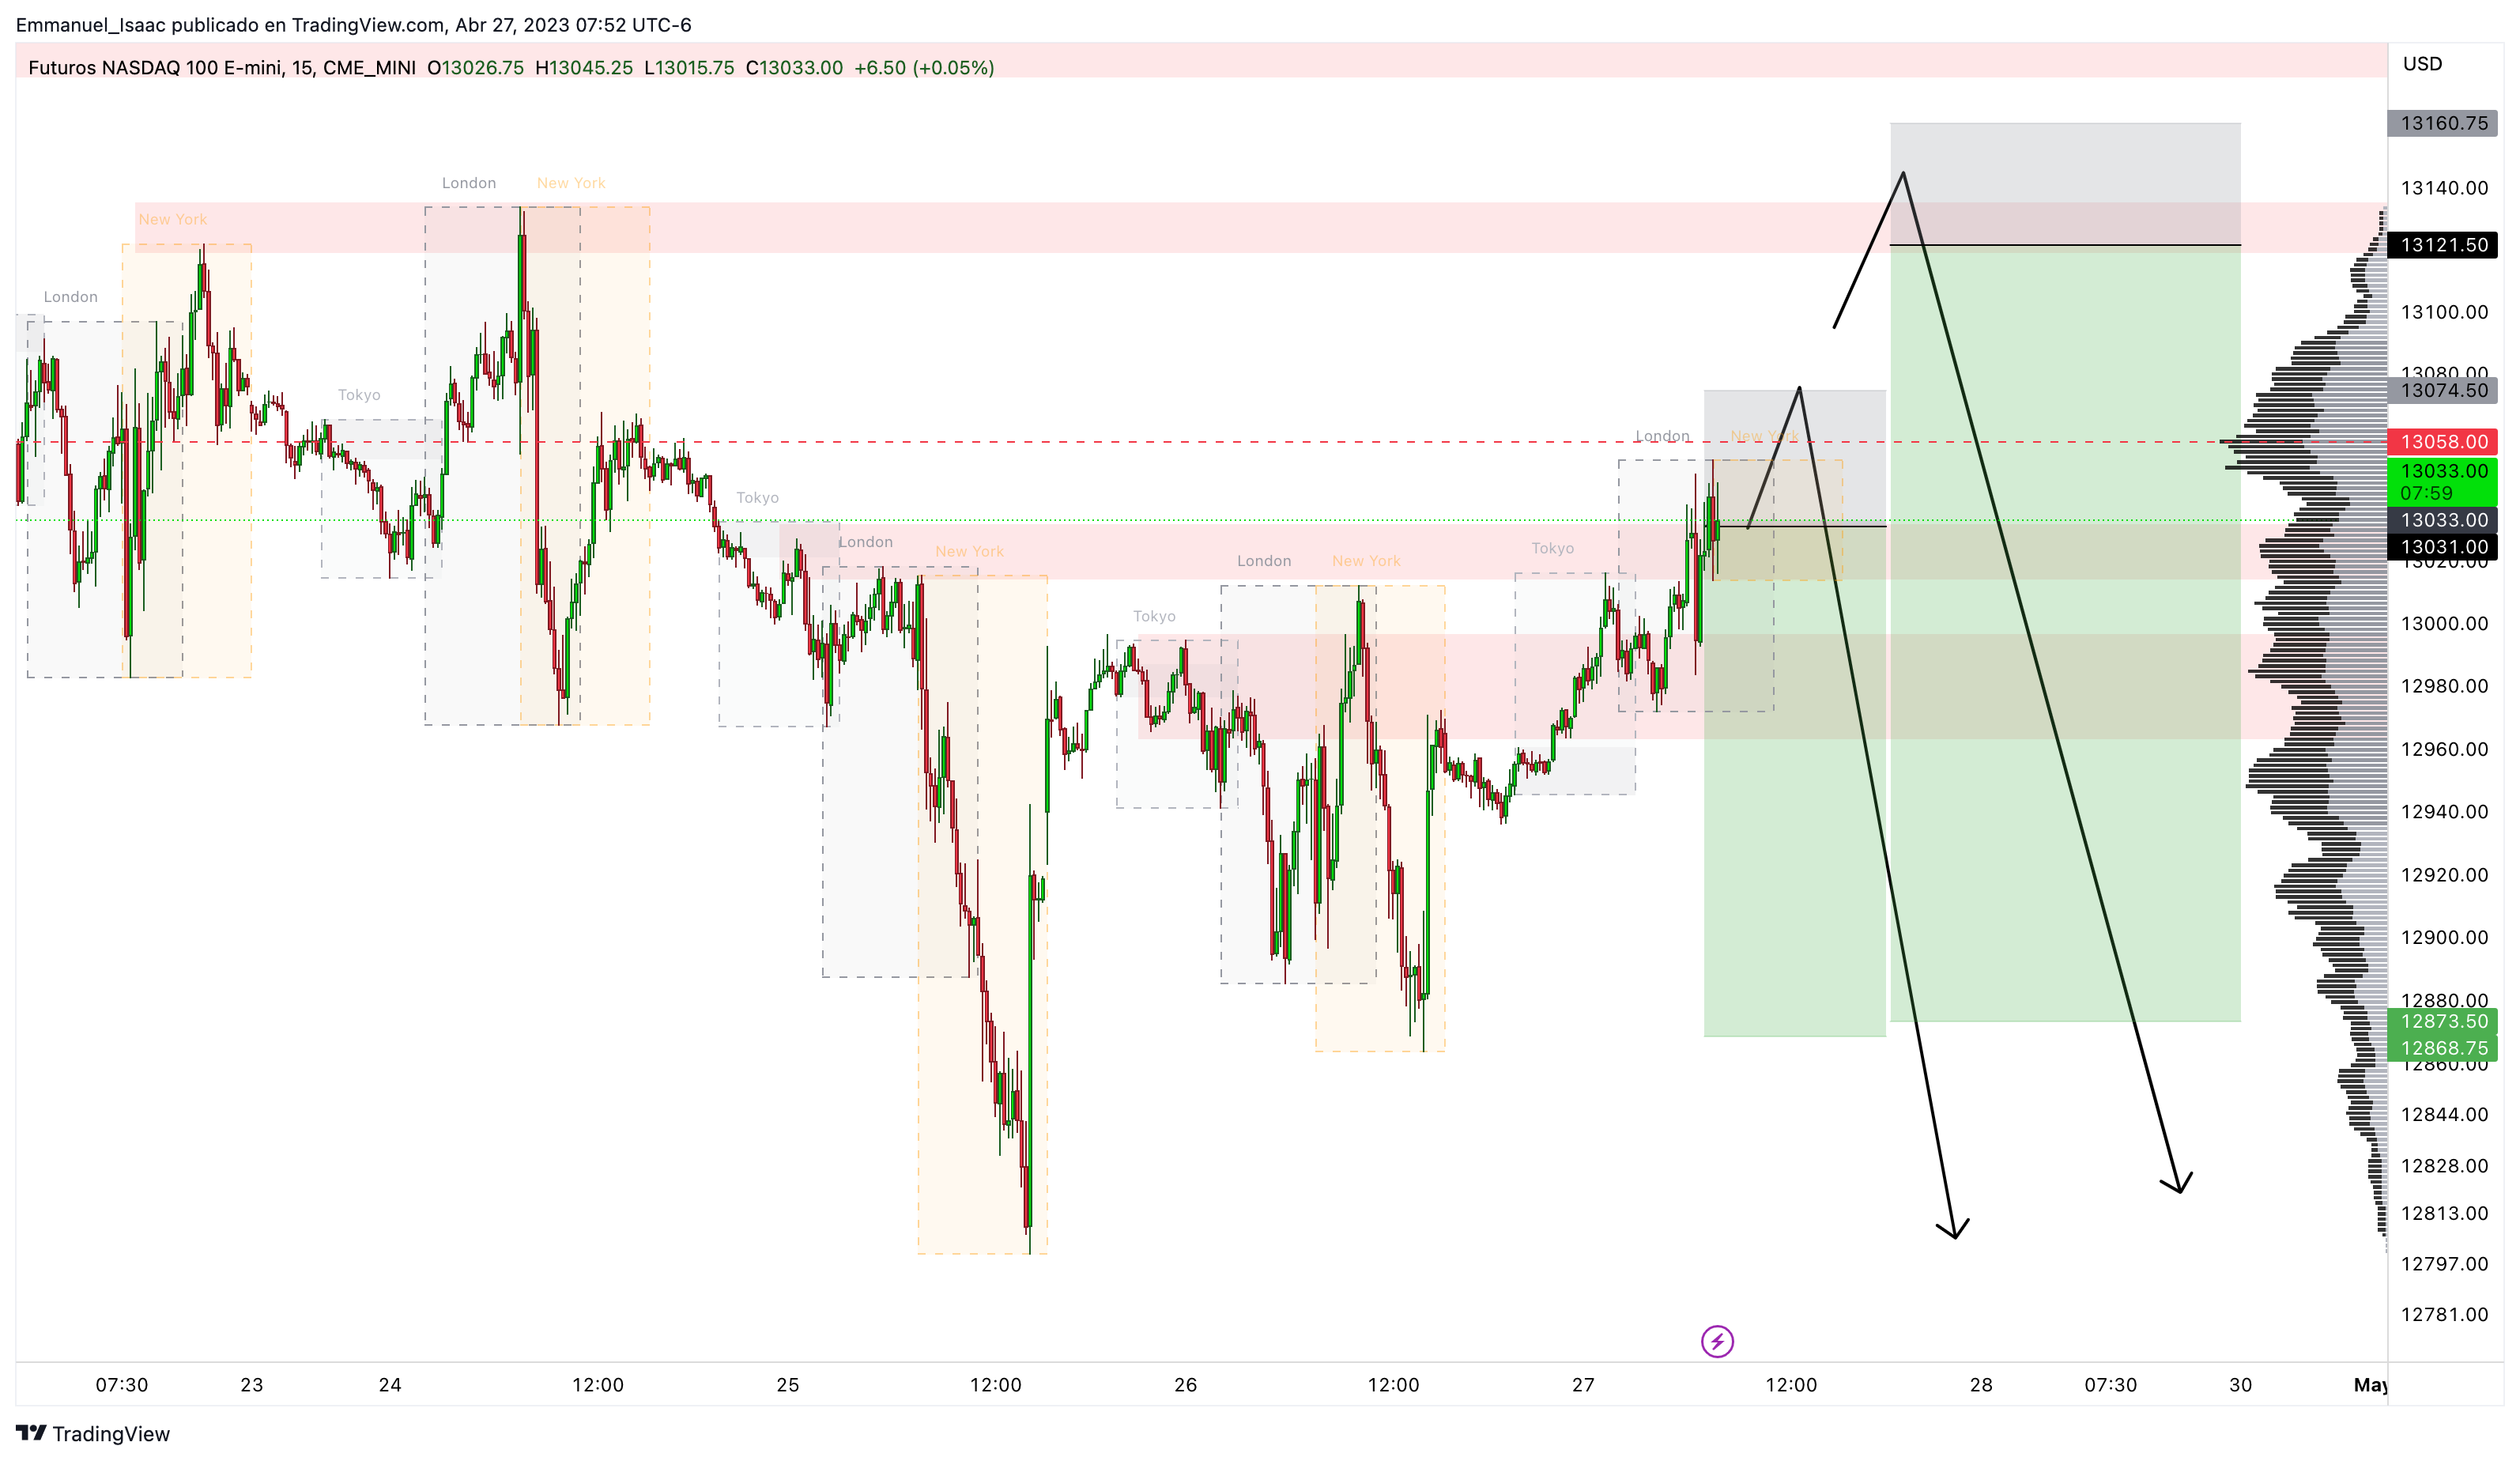 Emmanuel_Isaac publicado en TradingView.com, Abr 27, 2023 07:52 UTC-6
Futuros NASDAQ 100 E-mini, 15, CME_MINI O13026.75 H13045.25 L13015.75 C13033.00 +6.50 (+0.05%)
USD
13160.75
London New York
13140.00
New York
13121.50
London
13100.00
13080.00
13074.50
Tokyo
London New York
13058.00
13033.00
07:59
Tokyo
13033.00
London New York
Tokyo
13031.00
13020.00
London New York
Tokyo
13000.00
12980.00
12960.00
12940.00
12920.00
12900.00
12880.00
12873.50
12868.75
12860.00
12844.00
12828.00
12813.00
12797.00
12781.00
07:30 23 24 12:00 25 12:00 26 12:00 27 12:00 28 07:30 30 May
TradingView